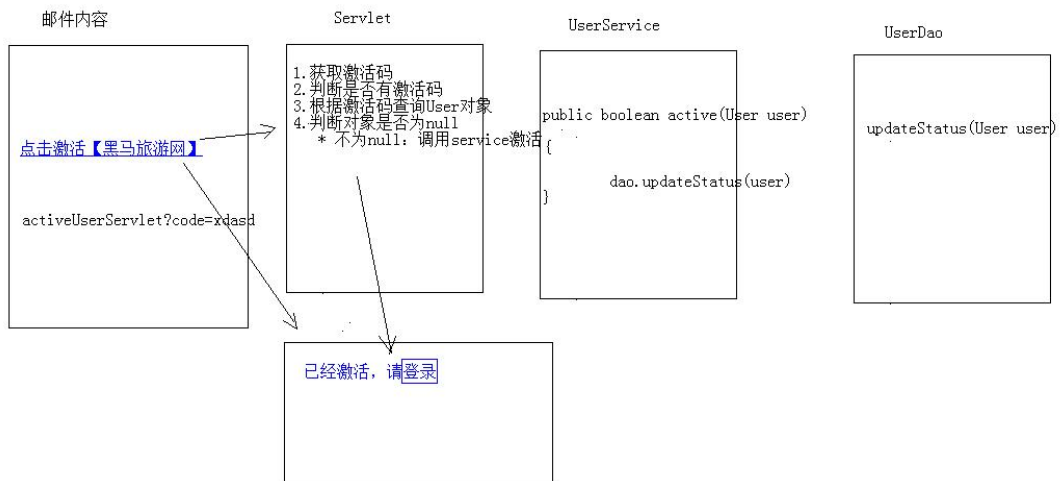 邮件内容
点击激活【黑马旅游网】
activeUserServlet?code=xdasd
Servlet
1.获取激活码
2.判断是否有激活码
3.根据激活码查询User对象
4.判断对象是否为null
* 不为null：调用service激活
UserService
public boolean active(User user)
{
dao.updateStatus(user)
}
UserDao
updateStatus(User user)
已经激活，请登录